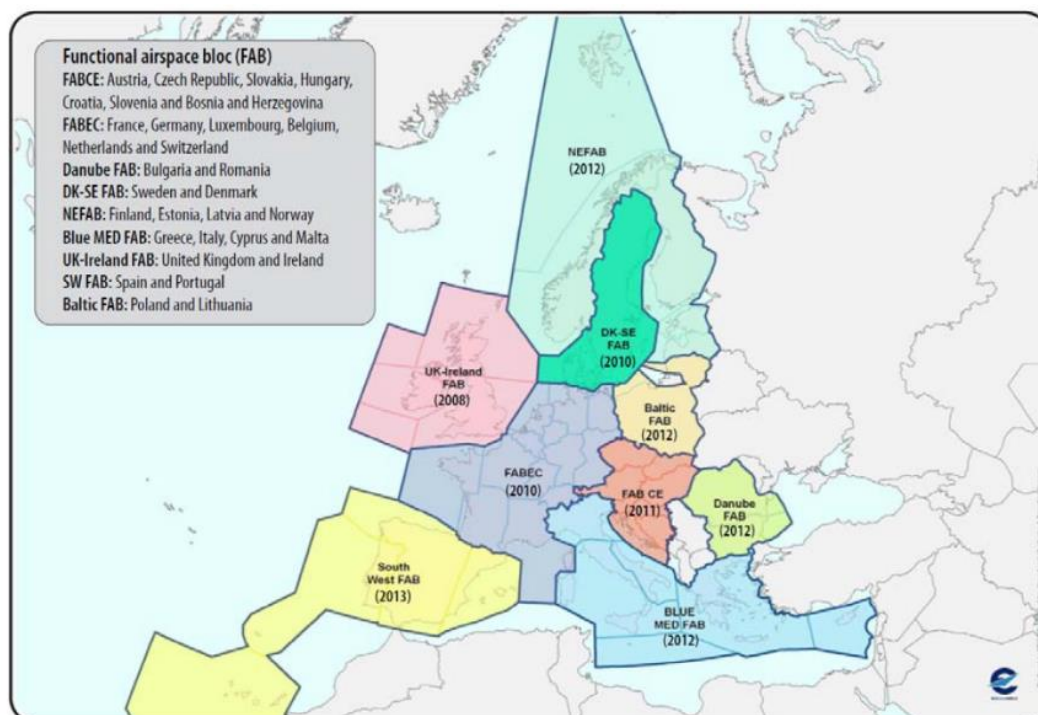 Functional airspace bloc (FAB)
FABCE: Austria, Czech Republic, Slovakia, Hungary,
Croatia, Slovenia and Bosnia and Herzegovina
FABEC: France, Germany, Luxembourg, Belgium,
Netherlands and Switzerland
Danube FAB: Bulgaria and Romania
DK-SE FAB: Sweden and Denmark
NEFAB: Finland, Estonia, Latvia and Norway
Blue MED FAB: Greece, Italy, Cyprus and Malta
UK-Ireland FAB: United Kingdom and Ireland
SW FAB: Spain and Portugal
Baltic FAB: Poland and Lithuania
NEFAB
(2012)
DK-SE
FAB
(2010)
UK-Ireland
FAB
(2008)
Baltic
FAB
(2012)
FABEC
(2010)
FAB CE
(2011)
Danube
FAB
(2012)
South
West FAB
(2013)
BLUE
MED FAB
(2012)